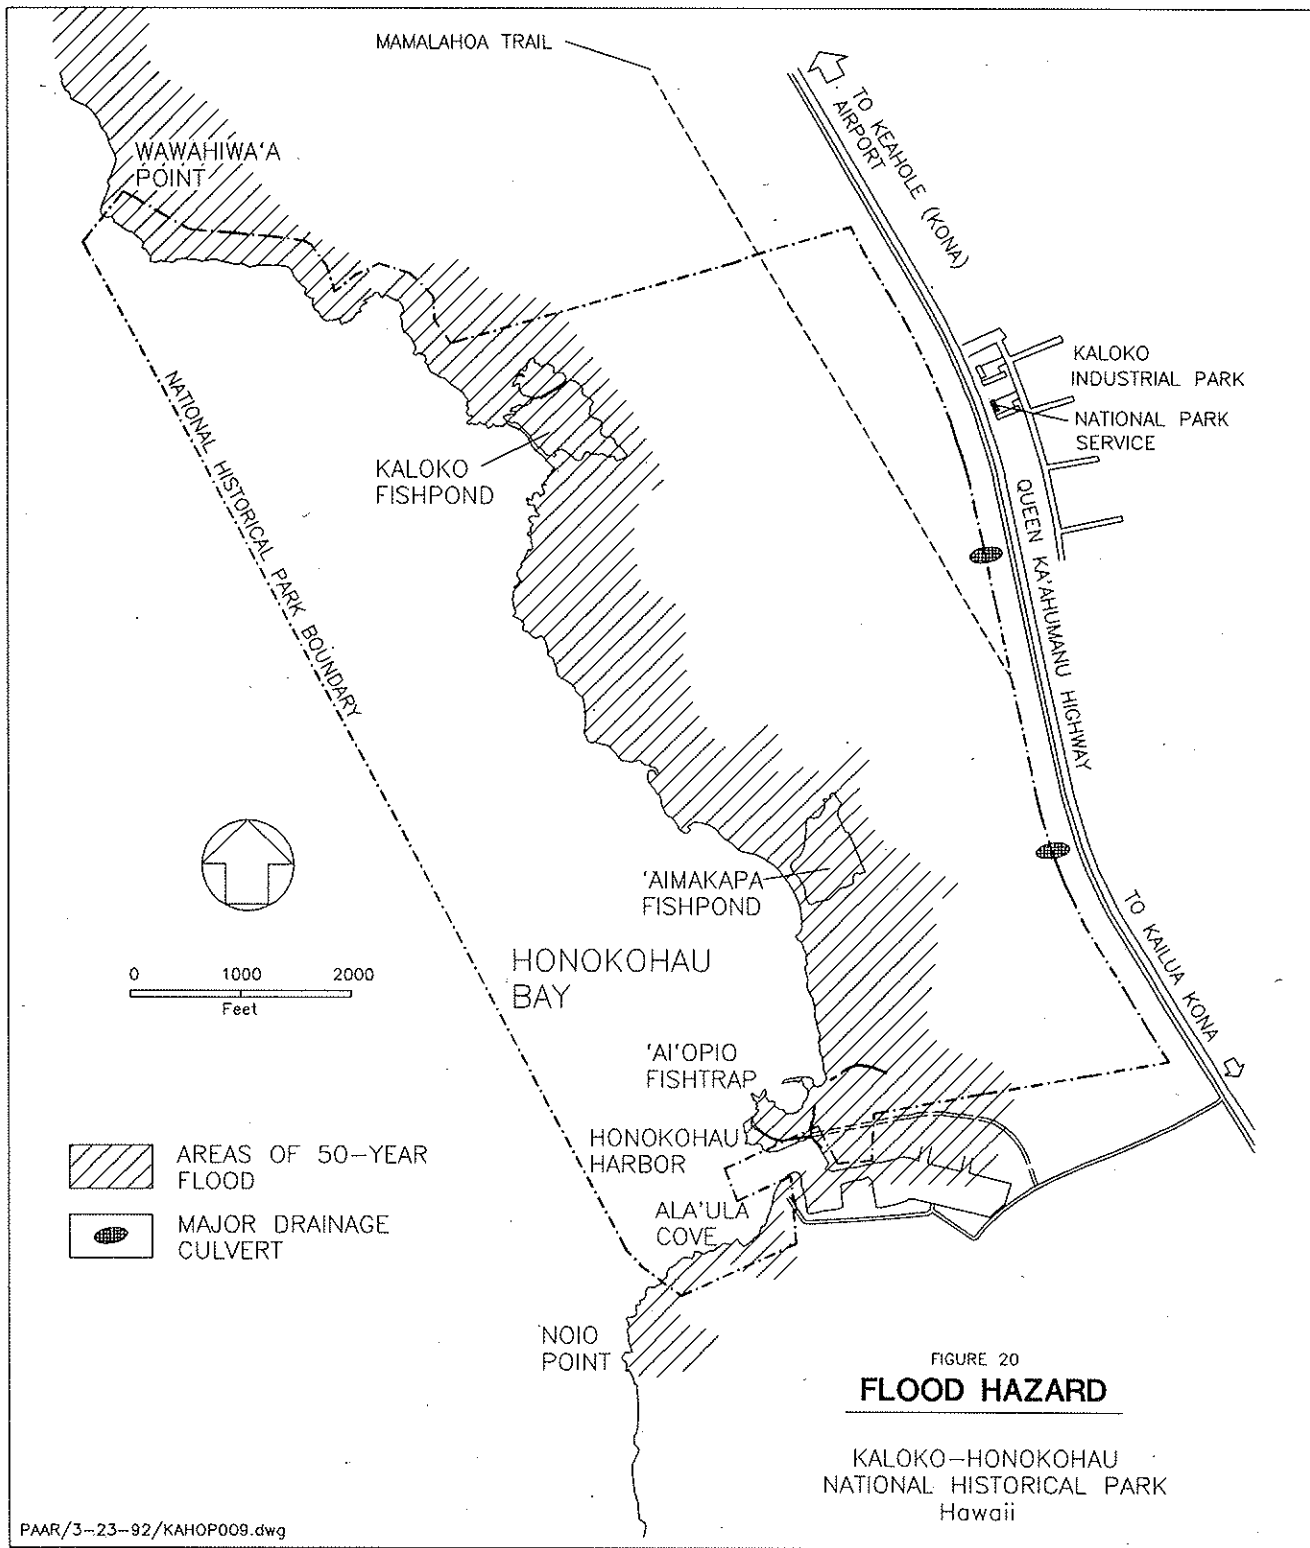 MAMALAHOA TRAIL
TO KEAHOLE (KONA)
AIRPORT
WAWAHIWA'A
POINT
KALOKO
INDUSTRIAL PARK
NATIONAL PARK
SERVICE
KALOKO
FISHPOND
NATIONAL HISTORICAL PARK BOUNDARY
QUEEN KA'AHUMANU HIGHWAY
'AIMAKAPA
FISHPOND
TO KAILUA KONA
HONOKOHAU
BAY
0 1000 2000
Feet
'AI'OPIO
FISHTRAP
HONOKOHAU
HARBOR
ALA'ULA
COVE
AREAS OF 50-YEAR
FLOOD
MAJOR DRAINAGE
CULVERT
NOIO
POINT
FIGURE 20
FLOOD HAZARD
KALOKO-HONOKOHAU
NATIONAL HISTORICAL PARK
Hawaii
PAAR/3-23-92/KAHOP009.dwg